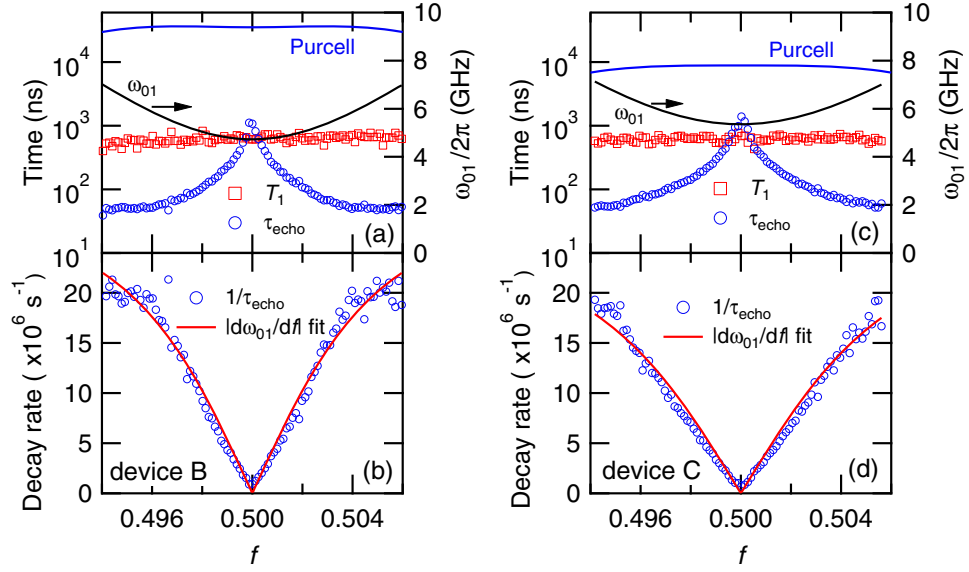 Time (ns)
10⁴
10³
10²
10¹
Purcell
ω₀₁
T₁
τecho
(a)
10
8
6
4
2
0
ω₀₁/2π (GHz)
Time (ns)
10⁴
10³
10²
10¹
Purcell
ω₀₁
T₁
τecho
(c)
10
8
6
4
2
0
ω₀₁/2π (GHz)
Decay rate ( x10⁶ s⁻¹)
20
15
10
5
0
1/τecho
|dω₀₁/df| fit
device B
(b)
0.496
0.500
0.504
f
Decay rate ( x10⁶ s⁻¹)
20
15
10
5
0
1/τecho
|dω₀₁/df| fit
device C
(d)
0.496
0.500
0.504
f